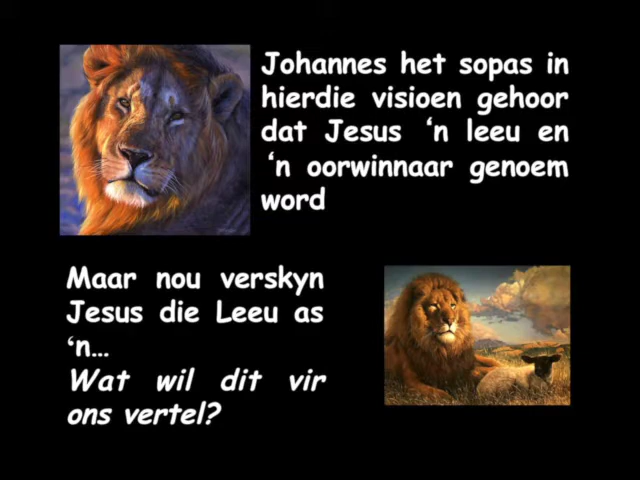 Johannes het sopas in
hierdie visioen gehoor
dat Jesus ‘n leeu en
‘n oorwinnaar genoem
word
Maar nou verskyn
Jesus die Leeu as
‘n…
Wat wil dit vir
ons vertel?